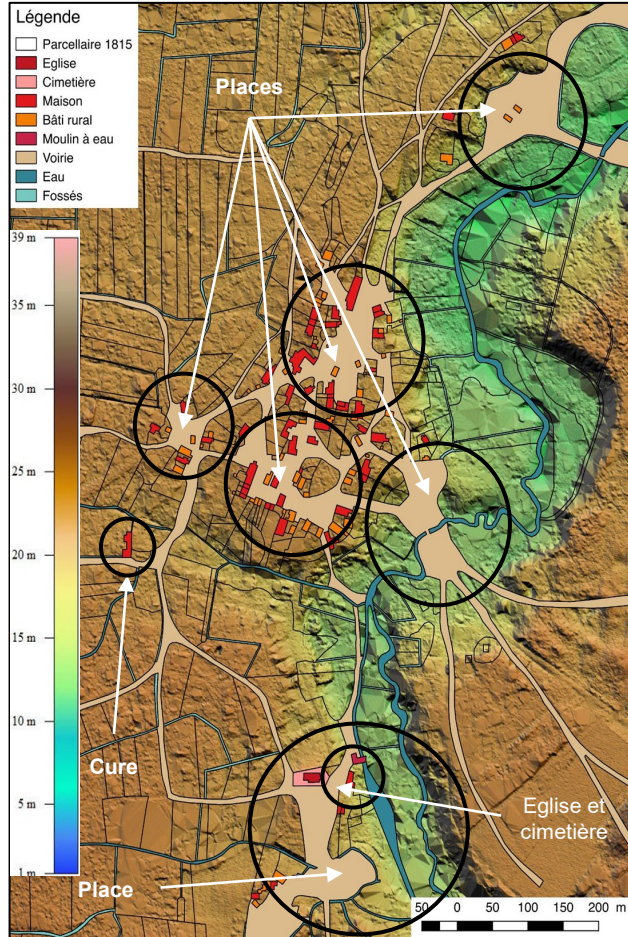 Légende
Parcellaire 1815
Eglise
Cimetière
Maison
Bâti rural
Moulin à eau
Voirie
Eau
Fossés
Places
39 m
30 m
25 m
20 m
15 m
10 m
5 m
1 m
Cure
Eglise et
cimetière
Place
50 0 50 100 150 200 m